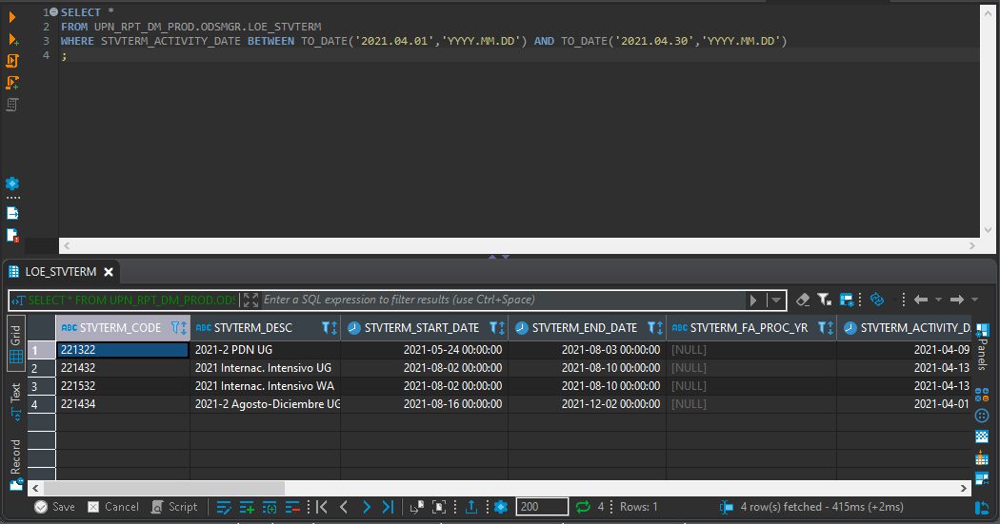 1 SELECT *
2 FROM UPN_RPT_DM_PROD.ODSMGR.LOE_STVTERM
3 WHERE STVTERM_ACTIVITY_DATE BETWEEN TO_DATE('2021.04.01','YYYY.MM.DD') AND TO_DATE('2021.04.30','YYYY.MM.DD')
4 ;
LOE_STVTERM
SELECT * FROM UPN_RPT_DM_PROD.ODS Enter a SQL expression to filter results (use Ctrl+Space)
Grid
Text
Record
ABC STVTERM_CODE ABC STVTERM_DESC STVTERM_START_DATE STVTERM_END_DATE ABC STVTERM_FA_PROC_YR STVTERM_ACTIVITY_D
1 221322 2021-2 PDN UG 2021-05-24 00:00:00 2021-08-03 00:00:00 [NULL] 2021-04-09
2 221432 2021 Internac. Intensivo UG 2021-08-02 00:00:00 2021-08-10 00:00:00 [NULL] 2021-04-13
3 221532 2021 Internac. Intensivo WA 2021-08-02 00:00:00 2021-08-10 00:00:00 [NULL] 2021-04-13
4 221434 2021-2 Agosto-Diciembre UG 2021-08-16 00:00:00 2021-12-02 00:00:00 [NULL] 2021-04-01
Panels
Save Cancel Script 200 4 Rows: 1 4 row(s) fetched - 415ms (+2ms)